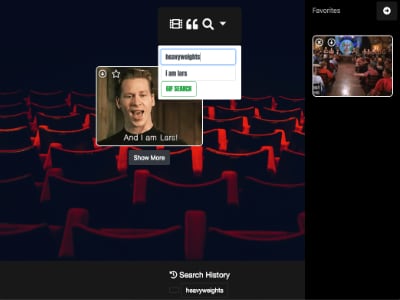 Favorites
heavyweights
I am lars
GIF SEARCH
And I am Lars!
Show More
Search History
heavyweights